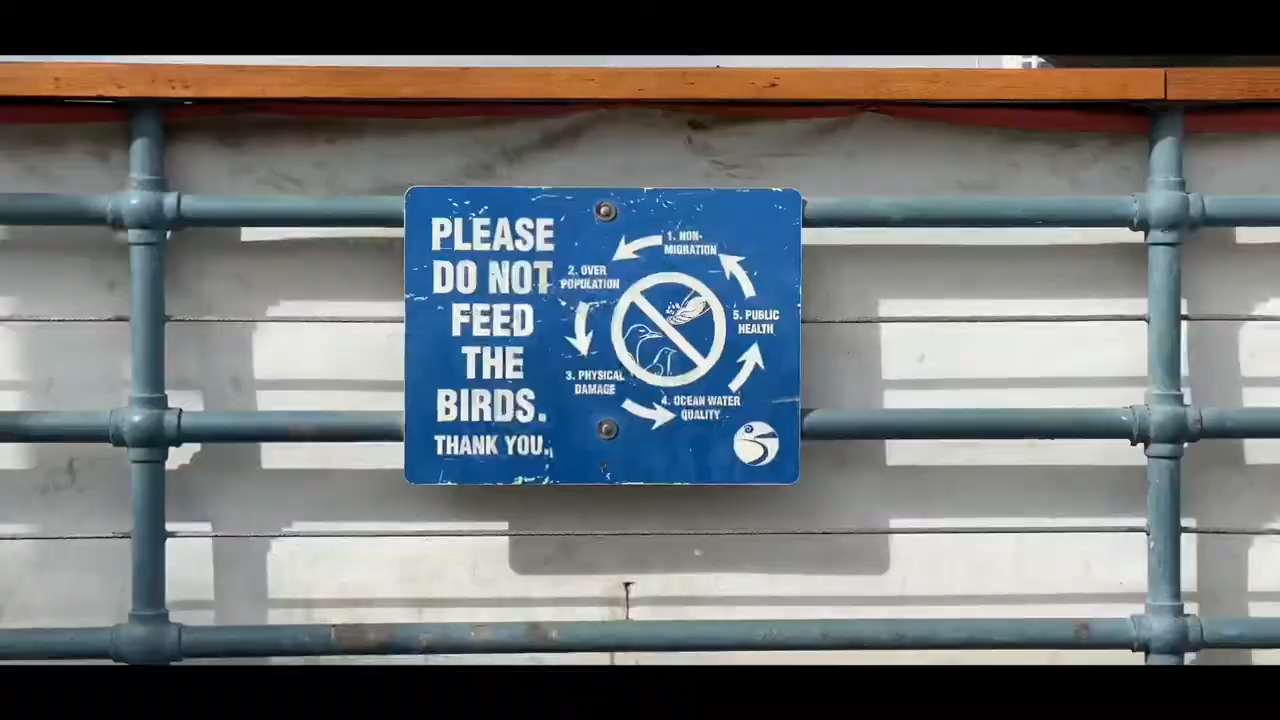 PLEASE
DO NOT
FEED
THE
BIRDS.
THANK YOU.
1. NON-
MIGRATION
2. OVER
POPULATION
3. PHYSICAL
DAMAGE
4. OCEAN WATER
QUALITY
5. PUBLIC
HEALTH